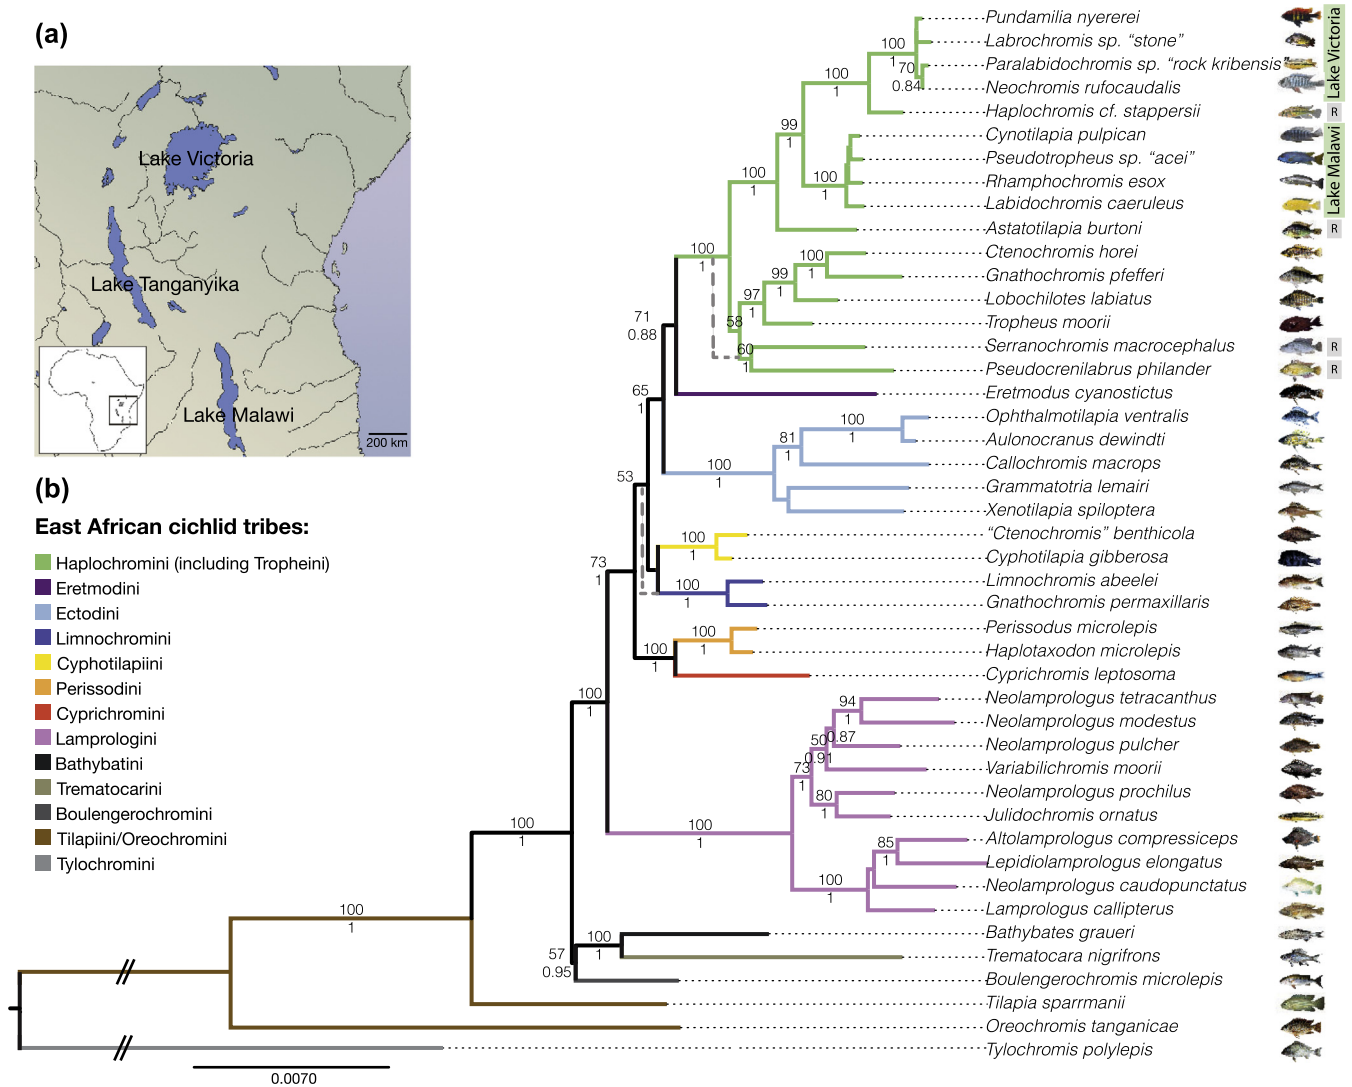 (a)
Lake Victoria
Lake Tanganyika
Lake Malawi
200 km
(b)
East African cichlid tribes:
Haplochromini (including Tropheini)
Eretmodini
Ectodini
Limnochromini
Cyphotilapiini
Perissodini
Cyprichromini
Lamprologini
Bathybatini
Trematocarini
Boulengerochromini
Tilapiini/Oreochromini
Tylochromini
Pundamilia nyererei
Labrochromis sp. “stone”
Paralabidochromis sp. “rock kribensis”
Neochromis rufocaudalis
Haplochromis cf. stappersii
Cynotilapia pulpican
Pseudotropheus sp. “acei”
Rhamphochromis esox
Labidochromis caeruleus
Astatotilapia burtoni
Ctenochromis horei
Gnathochromis pfefferi
Lobochilotes labiatus
Tropheus moorii
Serranochromis macrocephalus
Pseudocrenilabrus philander
Eretmodus cyanostictus
Ophthalmotilapia ventralis
Aulonocranus dewindti
Callochromis macrops
Grammatotria lemairi
Xenotilapia spiloptera
“Ctenochromis” benthicola
Cyphotilapia gibberosa
Limnochromis abeelei
Gnathochromis permaxillaris
Perissodus microlepis
Haplotaxodon microlepis
Cyprichromis leptosoma
Neolamprologus tetracanthus
Neolamprologus modestus
Neolamprologus pulcher
Variabilichromis moorii
Neolamprologus prochilus
Julidochromis ornatus
Altolamprologus compressiceps
Lepidiolamprologus elongatus
Neolamprologus caudopunctatus
Lamprologus callipterus
Bathybates graueri
Trematocara nigrifrons
Boulengerochromis microlepis
Tilapia sparrmanii
Oreochromis tanganicae
Tylochromis polylepis
Lake Victoria
R
Lake Malawi
R
R
R
100
1
70
0.84
100
1
99
1
100
1
100
1
100
1
100
1
99
1
97
1
58
60
1
71
0.88
65
1
100
1
81
1
100
1
53
100
1
100
1
73
1
100
1
100
1
100
1
94
1
0.87
50
0.91
73
1
80
1
100
1
85
1
100
1
100
1
100
1
57
0.95
100
1
0.0070